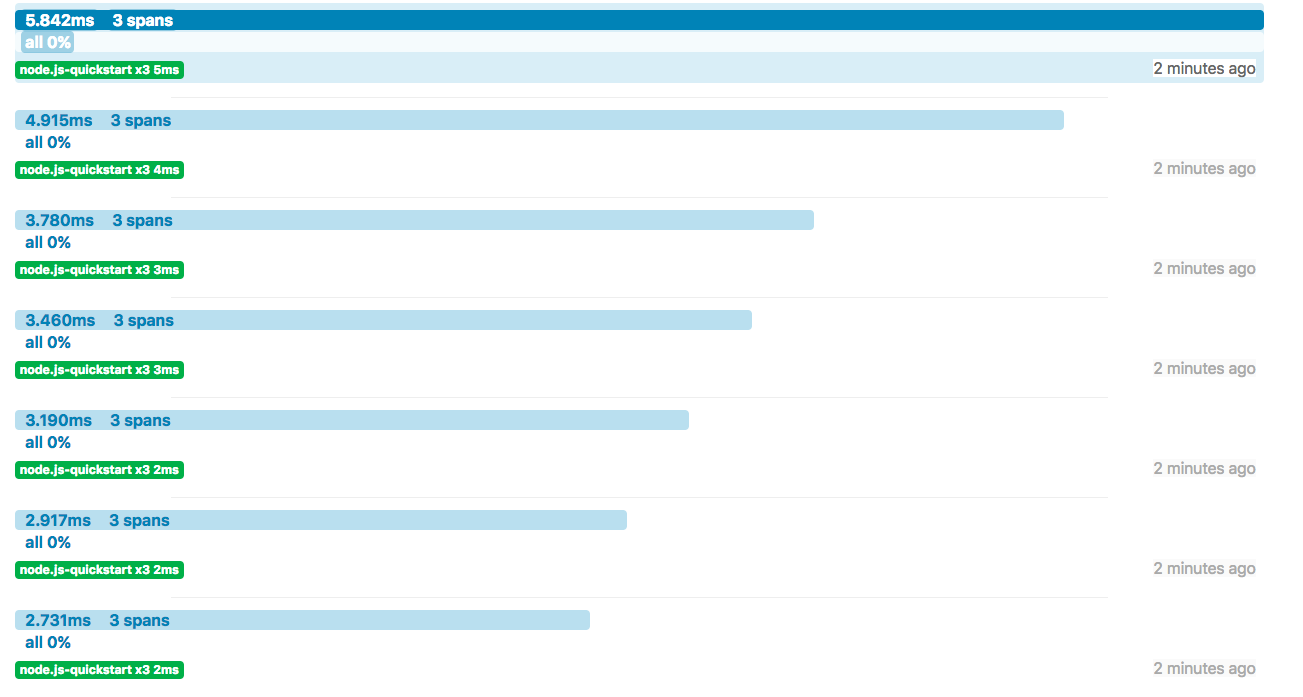 5.842ms 3 spans
all 0%
node.js-quickstart x3 5ms 2 minutes ago
4.915ms 3 spans
all 0%
node.js-quickstart x3 4ms 2 minutes ago
3.780ms 3 spans
all 0%
node.js-quickstart x3 3ms 2 minutes ago
3.460ms 3 spans
all 0%
node.js-quickstart x3 3ms 2 minutes ago
3.190ms 3 spans
all 0%
node.js-quickstart x3 2ms 2 minutes ago
2.917ms 3 spans
all 0%
node.js-quickstart x3 2ms 2 minutes ago
2.731ms 3 spans
all 0%
node.js-quickstart x3 2ms 2 minutes ago